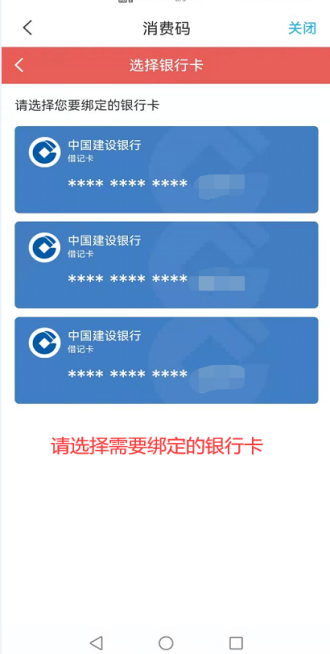 消费码
关闭
选择银行卡
请选择您要绑定的银行卡
中国建设银行
借记卡
**** **** ****
中国建设银行
借记卡
**** **** ****
中国建设银行
借记卡
**** **** ****
请选择需要绑定的银行卡